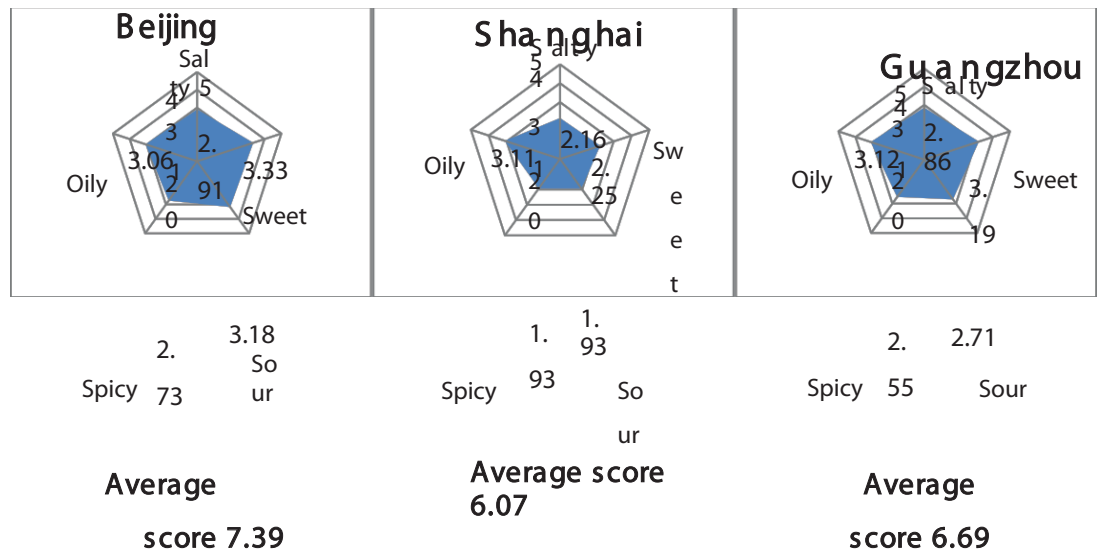 Beijing
Sal
ty 5
4
3
2.
3.06
1
3.33
Oily
2
91
Sweet
0
2.
3.18
So
Spicy
73
ur
Average
score 7.39
Shanghai
Salty
5
4
3
2.16
Oily
3.11
1
2.
Sw
2
25
e
0
e
t
1.
1.
93
Spicy
93
So
ur
Average score
6.07
Guangzhou
Salty
5
4
3
2.
3.12
1
86
Oily
2
3.
Sweet
0
19
2.
2.71
Spicy
55
Sour
Average
score 6.69